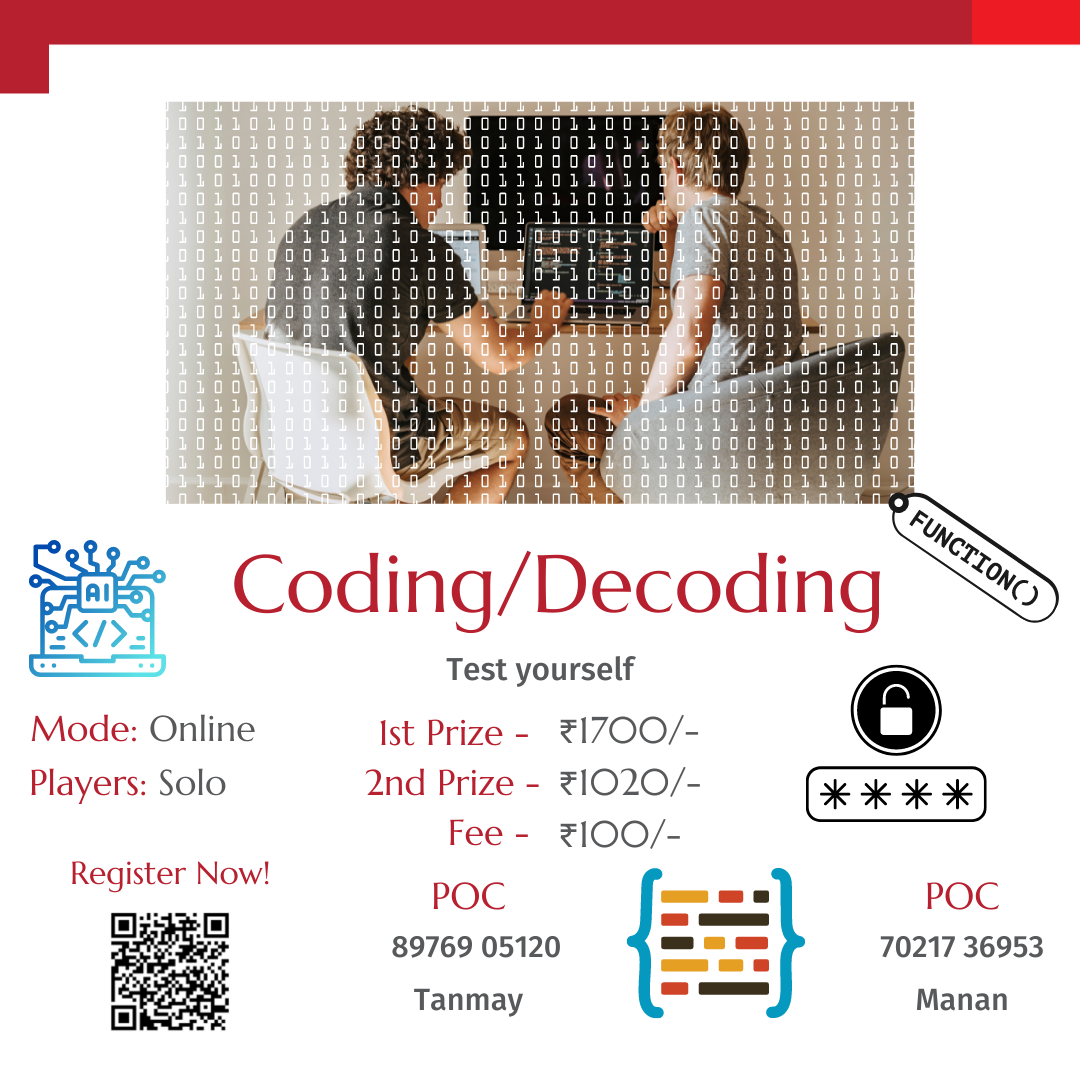 FUNCTION()
AI
</>
Coding/Decoding
Test yourself
Mode: Online
Players: Solo
1st Prize - ₹1700/-
2nd Prize - ₹1020/-
Fee - ₹100/-
****
Register Now!
POC
89769 05120
Tanmay
POC
70217 36953
Manan